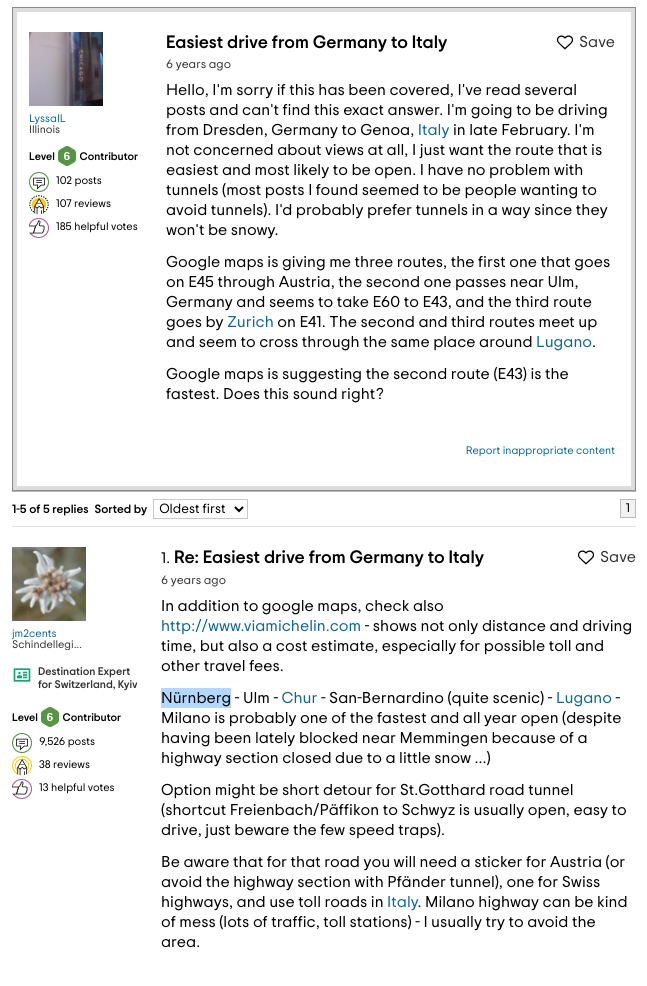 Easiest drive from Germany to Italy
Save
6 years ago
LyssalL
Illinois
Level 6 Contributor
102 posts
107 reviews
185 helpful votes
Hello, I'm sorry if this has been covered, I've read several
posts and can't find this exact answer. I'm going to be driving
from Dresden, Germany to Genoa, Italy in late February. I'm
not concerned about views at all, I just want the route that is
easiest and most likely to be open. I have no problem with
tunnels (most posts I found seemed to be people wanting to
avoid tunnels). I'd probably prefer tunnels in a way since they
won't be snowy.
Google maps is giving me three routes, the first one that goes
on E45 through Austria, the second one passes near Ulm,
Germany and seems to take E60 to E43, and the third route
goes by Zurich on E41. The second and third routes meet up
and seem to cross through the same place around Lugano.
Google maps is suggesting the second route (E43) is the
fastest. Does this sound right?
Report inappropriate content
1-5 of 5 replies Sorted by Oldest first
1
1. Re: Easiest drive from Germany to Italy
Save
6 years ago
jm2cents
Schindellegi...
Destination Expert
for Switzerland, Kyiv
Level 6 Contributor
9,526 posts
38 reviews
13 helpful votes
In addition to google maps, check also
http://www.viamichelin.com - shows not only distance and driving
time, but also a cost estimate, especially for possible toll and
other travel fees.
Nürnberg - Ulm - Chur - San-Bernardino (quite scenic) - Lugano -
Milano is probably one of the fastest and all year open (despite
having been lately blocked near Memmingen because of a
highway section closed due to a little snow ...)
Option might be short detour for St.Gotthard road tunnel
(shortcut Freienbach/Päffikon to Schwyz is usually open, easy to
drive, just beware the few speed traps).
Be aware that for that road you will need a sticker for Austria (or
avoid the highway section with Pfänder tunnel), one for Swiss
highways, and use toll roads in Italy. Milano highway can be kind
of mess (lots of traffic, toll stations) - I usually try to avoid the
area.